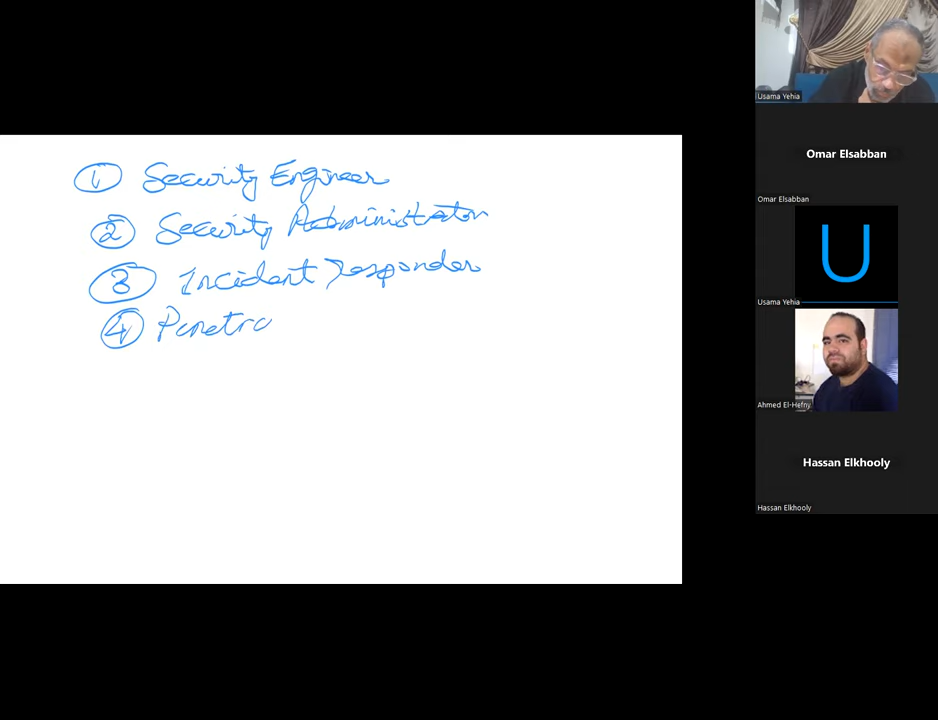 ① Security Engineer
② Security Administrator
③ Incident responder
④ Penetra
Usama Yehia
Omar Elsabban
Omar Elsabban
U
Usama Yehia
Ahmed El-Hefny
Hassan Elkhooly
Hassan Elkhooly